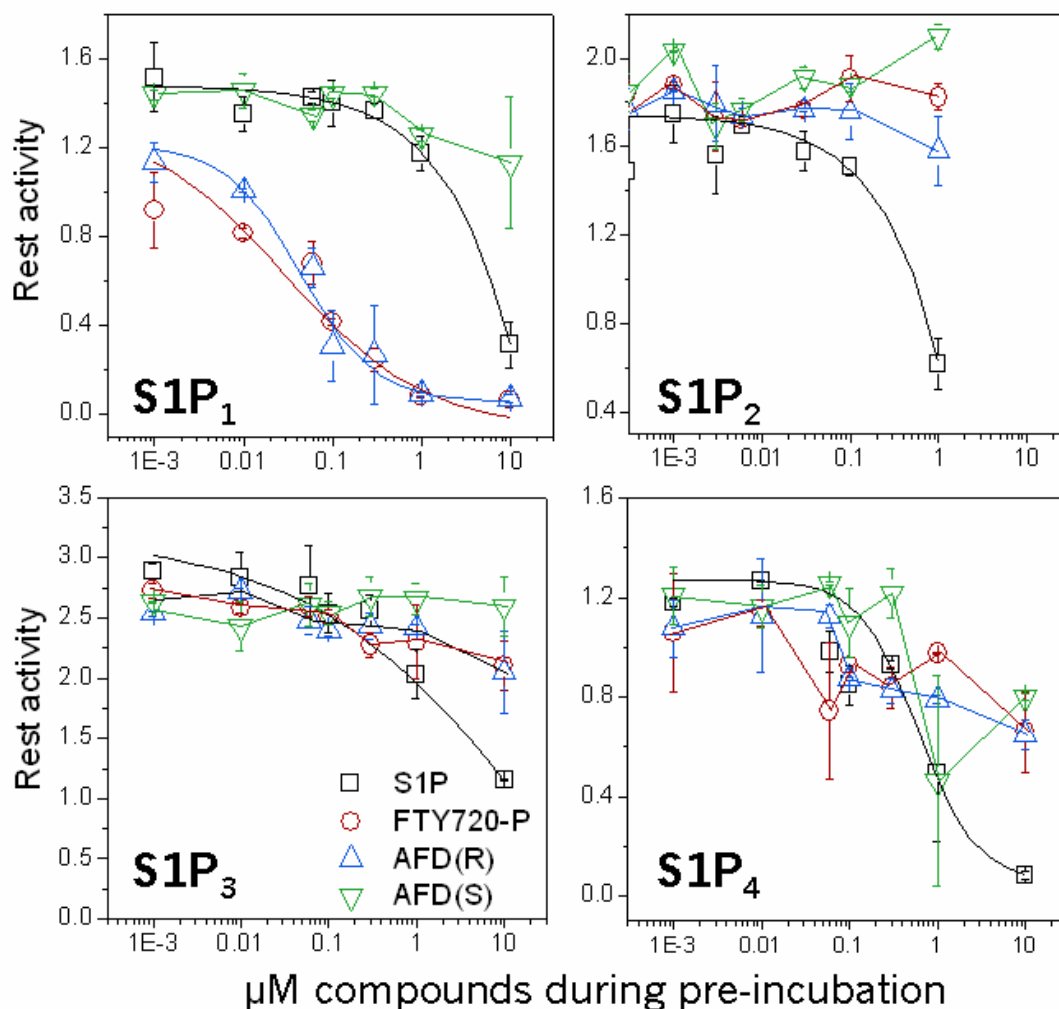 Rest activity
1.6
1.2
0.8
0.4
0.0
S1P1
1E-3 0.01 0.1 1 10
2.0
1.6
1.2
0.8
0.4
S1P2
1E-3 0.01 0.1 1 10
Rest activity
3.5
3.0
2.5
2.0
1.5
1.0
0.5
0.0
S1P
FTY720-P
AFD(R)
AFD(S)
S1P3
1E-3 0.01 0.1 1 10
1.6
1.2
0.8
0.4
0.0
S1P4
1E-3 0.01 0.1 1 10
μM compounds during pre-incubation